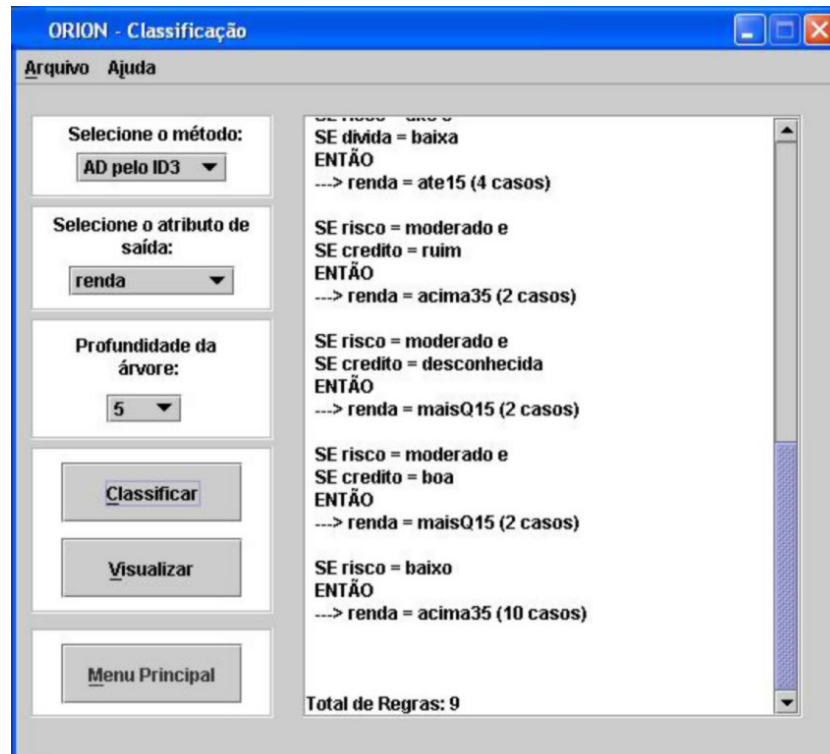 ORION - Classificação
Arquivo Ajuda
Selecione o método:
AD pelo ID3
Selecione o atributo de
saída:
renda
Profundidade da
árvore:
5
Classificar
Visualizar
Menu Principal
SE divida = baixa
ENTÃO
---> renda = ate15 (4 casos)
SE risco = moderado e
SE credito = ruim
ENTÃO
---> renda = acima35 (2 casos)
SE risco = moderado e
SE credito = desconhecida
ENTÃO
---> renda = maisQ15 (2 casos)
SE risco = moderado e
SE credito = boa
ENTÃO
---> renda = maisQ15 (2 casos)
SE risco = baixo
ENTÃO
---> renda = acima35 (10 casos)
Total de Regras: 9